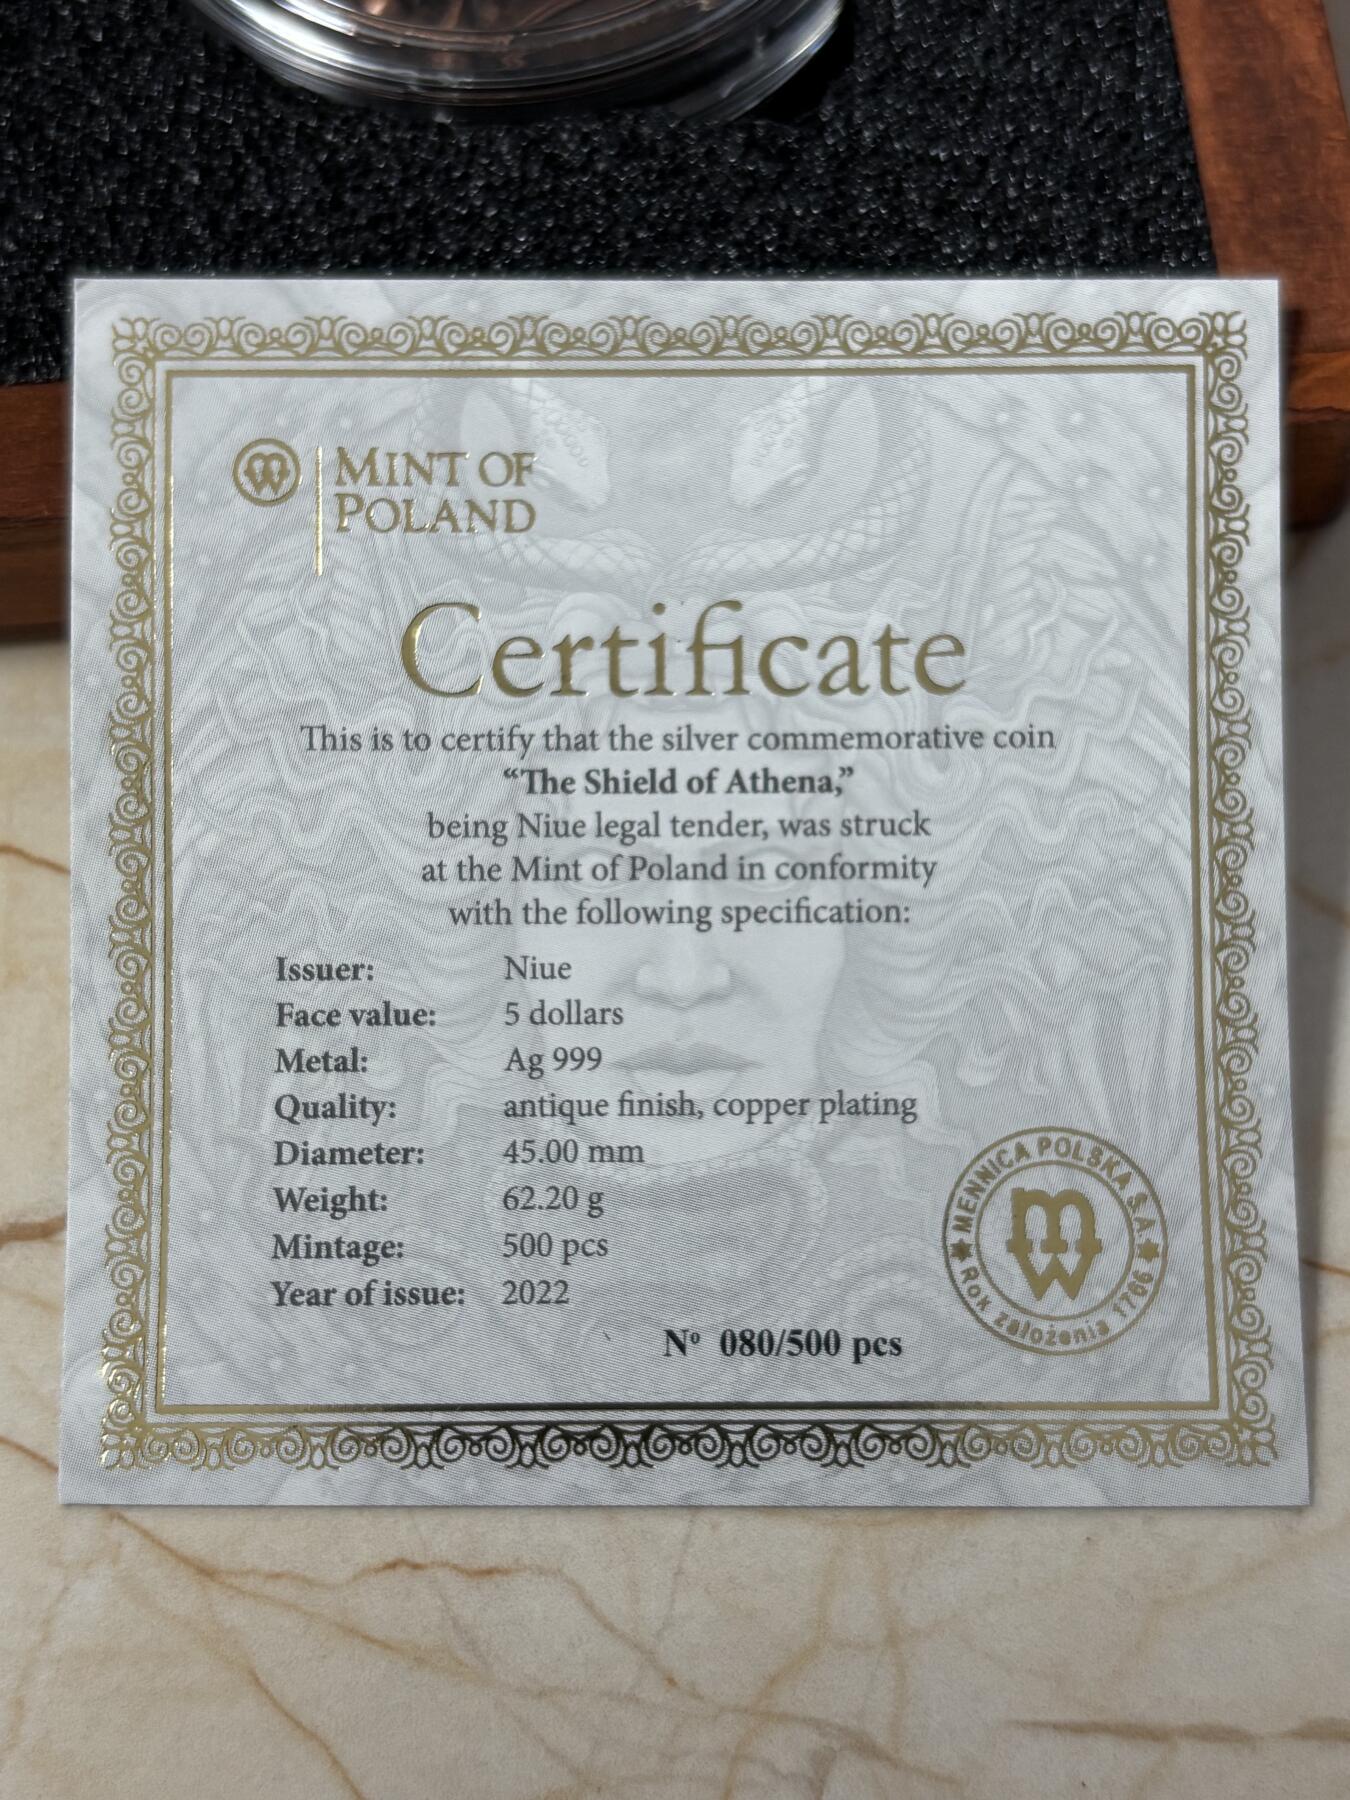 MINT OF
POLAND
Certificate
This is to certify that the silver commemorative coin
“The Shield of Athena,”
being Niue legal tender, was struck
at the Mint of Poland in conformity
with the following specification:
Issuer: Niue
Face value: 5 dollars
Metal: Ag 999
Quality: antique finish, copper plating
Diameter: 45.00 mm
Weight: 62.20 g
Mintage: 500 pcs
Year of issue: 2022
Nº 080/500 pcs
MENNICA POLSKA S.A.
Rok założenia 1766